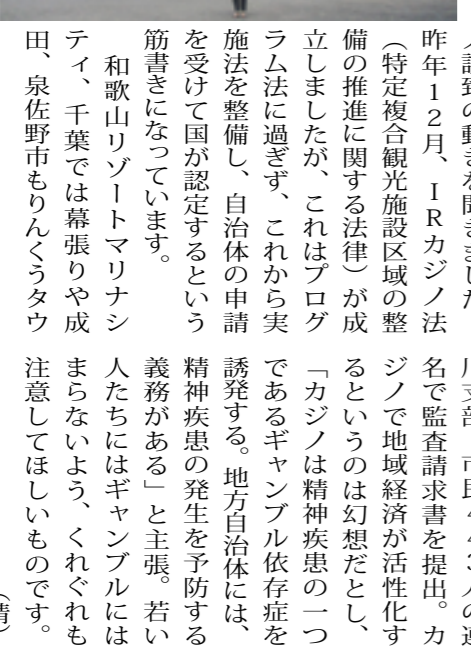 誘致の動きを聞きました
昨年12月、IRカジノ法
（特定複合観光施設区域の整
備の推進に関する法律）が成
立しましたが、これはプログ
ラム法に過ぎず、これから実
施法を整備し、自治体の申請
を受けて国が認定するという
筋書きになっています。
和歌山リゾートマリナシ
ティ、千葉では幕張りや成
田、泉佐野市もりんくうタウ
名で監査請求書を提出。カ
ジノで地域経済が活性化す
るというのは幻想だとし、
「カジノは精神疾患の一つ
であるギャンブル依存症を
誘発する。地方自治体には、
精神疾患の発生を予防する
義務がある」と主張。若い
人たちにはギャンブルには
まらないよう、くれぐれも
注意してほしいものです。